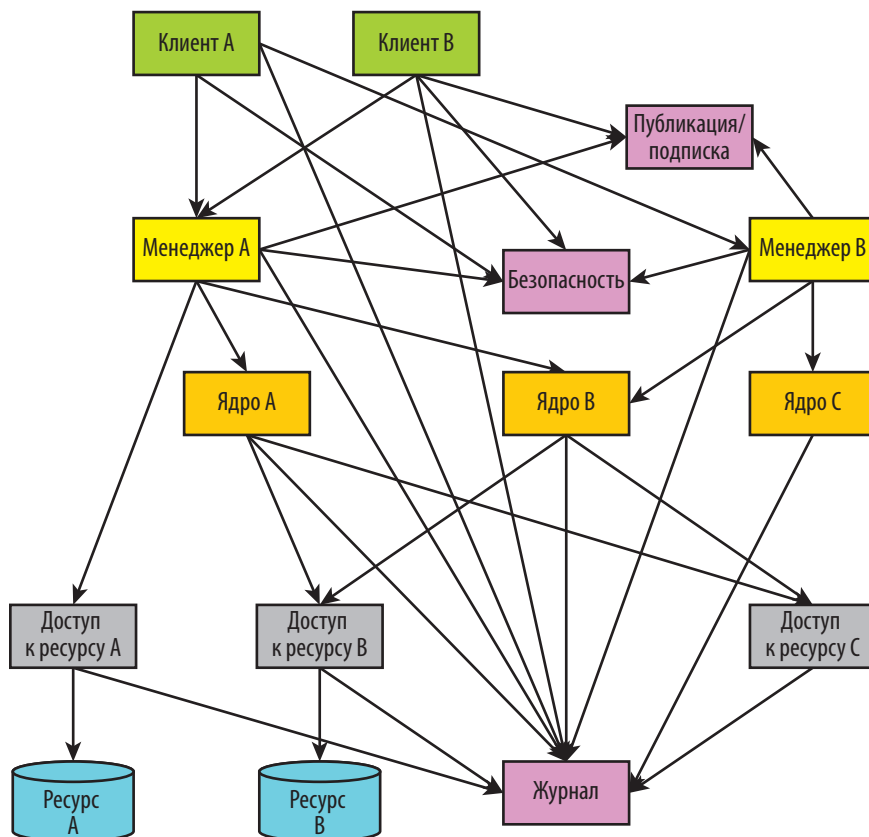 Клиент A
Клиент B
Публикация/
подписка
Менеджер A
Безопасность
Менеджер B
Ядро A
Ядро B
Ядро C
Доступ
к ресурсу A
Доступ
к ресурсу B
Доступ
к ресурсу C
Ресурс
A
Ресурс
B
Журнал